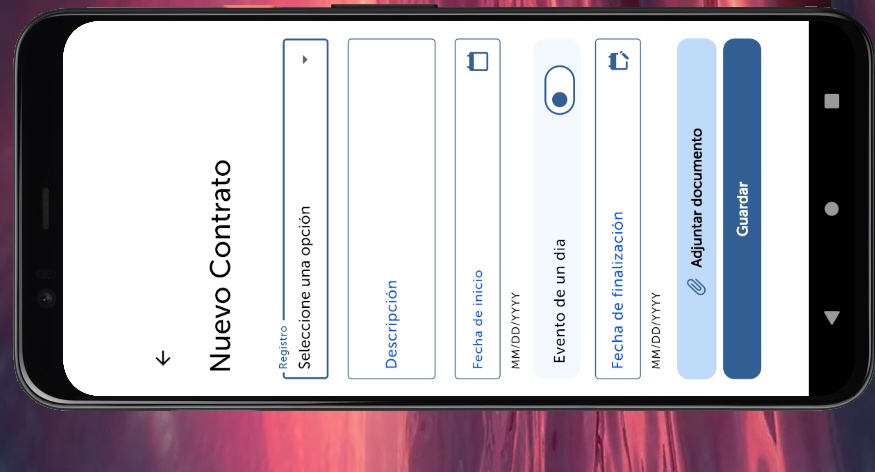 Nuevo Contrato
Registro
Seleccione una opción
Descripción
Fecha de inicio
MM/DD/YYYY
Evento de un dia
Fecha de finalización
MM/DD/YYYY
Adjuntar documento
Guardar